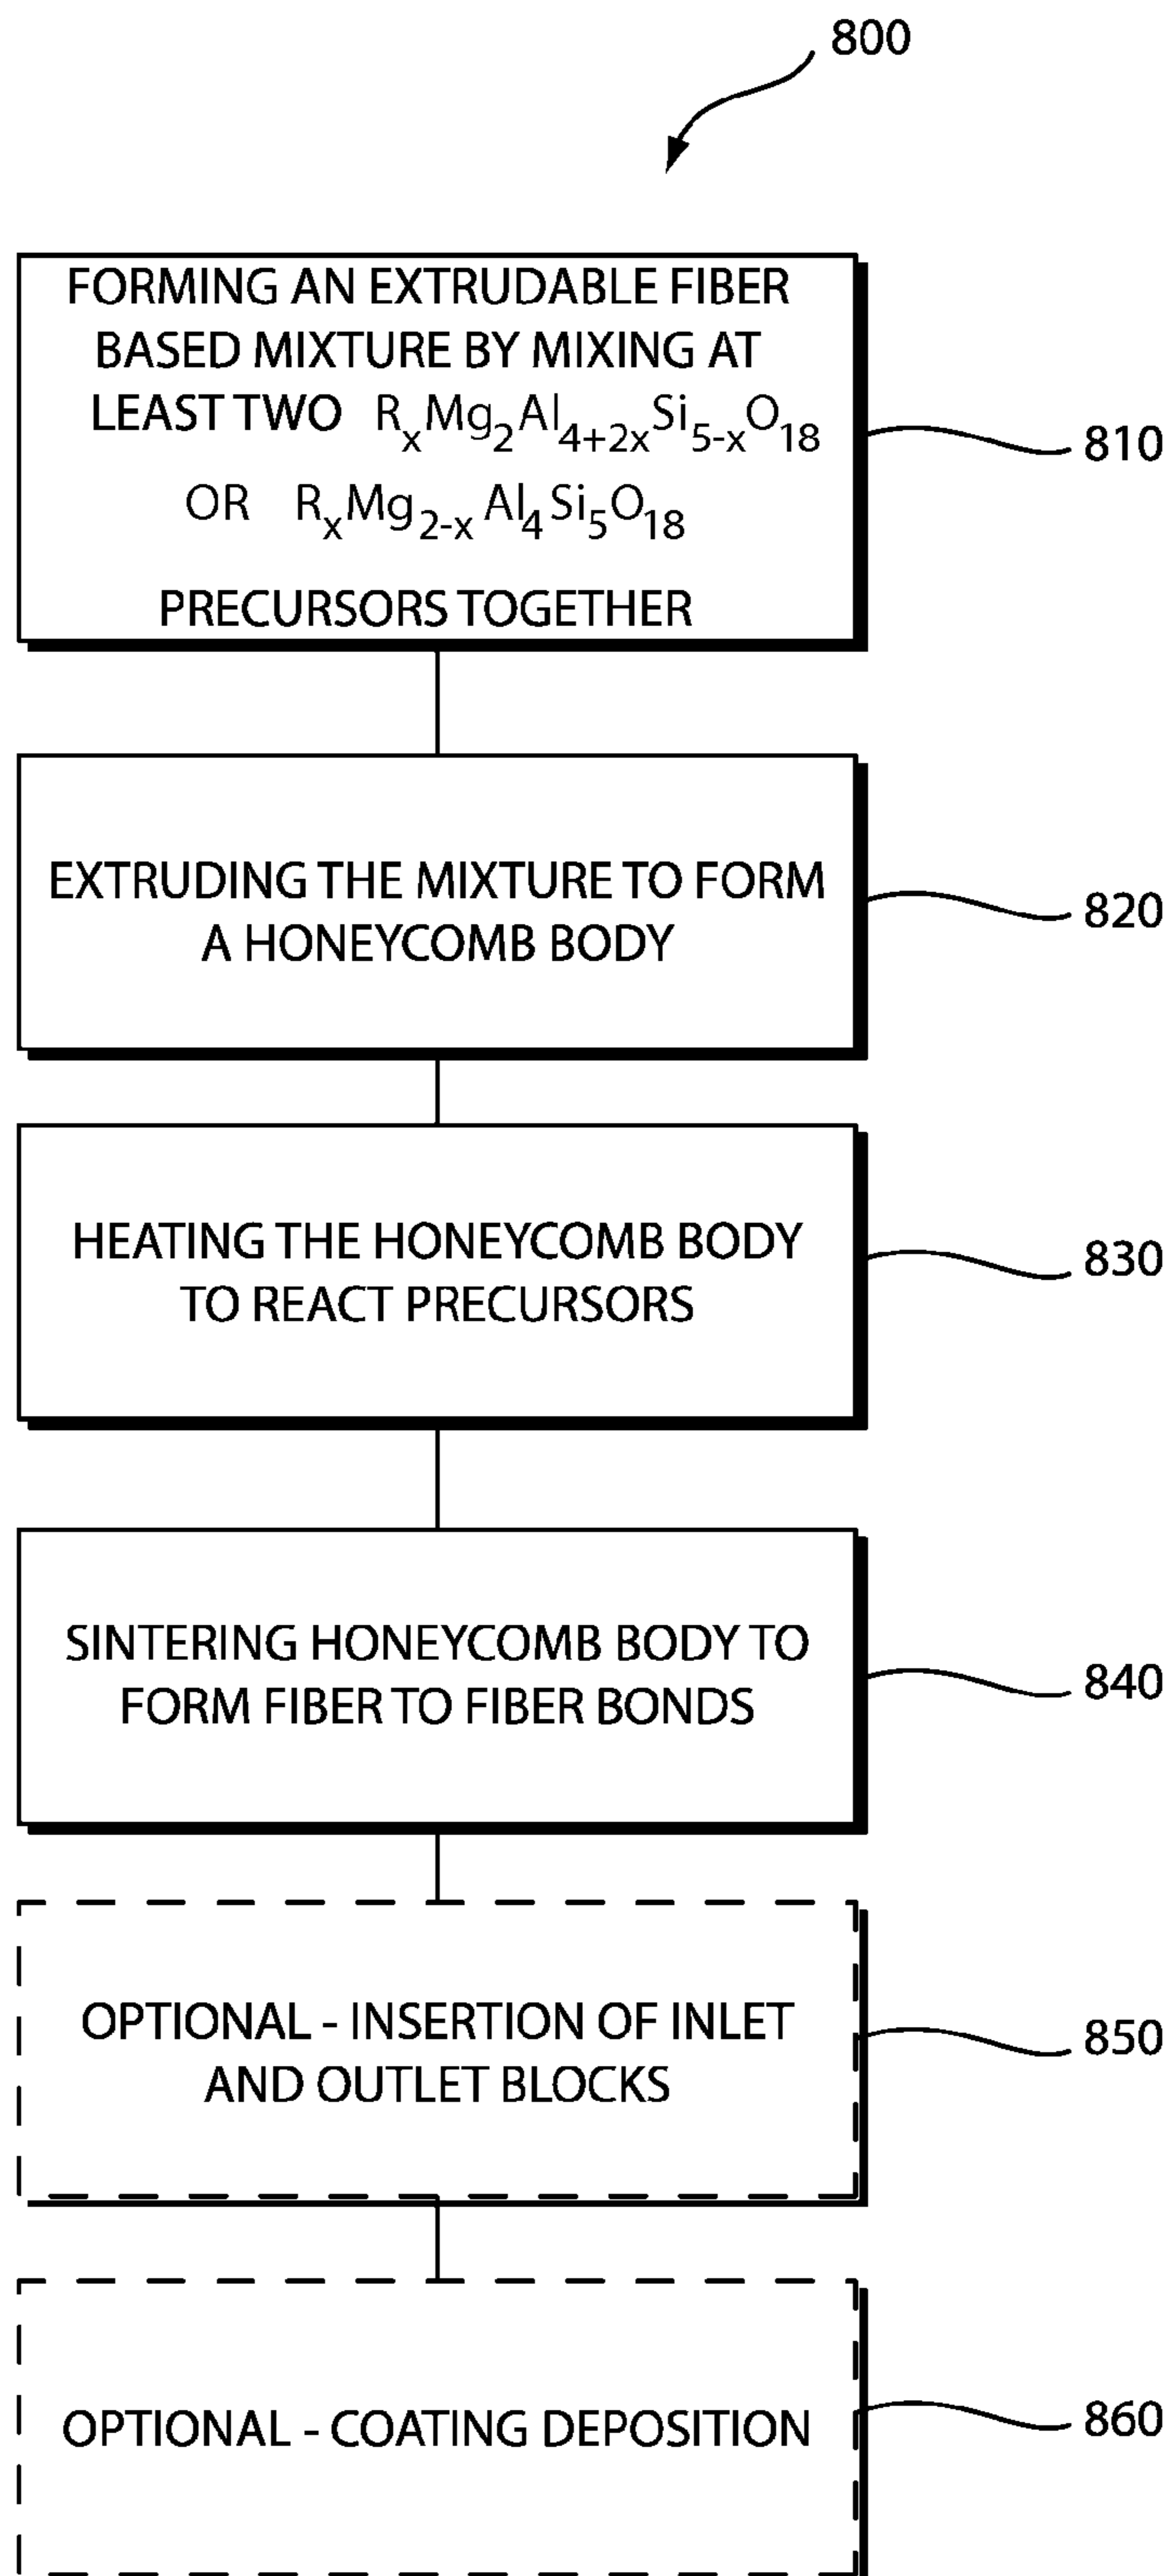 800
FORMING AN EXTRUDABLE FIBER
BASED MIXTURE BY MIXING AT
LEAST TWO RₓMg₂Al₄₊₂ₓSi₅₋ₓO₁₈
OR RₓMg₂₋ₓAl₄Si₅O₁₈
PRECURSORS TOGETHER
810
EXTRUDING THE MIXTURE TO FORM
A HONEYCOMB BODY
820
HEATING THE HONEYCOMB BODY
TO REACT PRECURSORS
830
SINTERING HONEYCOMB BODY TO
FORM FIBER TO FIBER BONDS
840
OPTIONAL - INSERTION OF INLET
AND OUTLET BLOCKS
850
OPTIONAL - COATING DEPOSITION
860